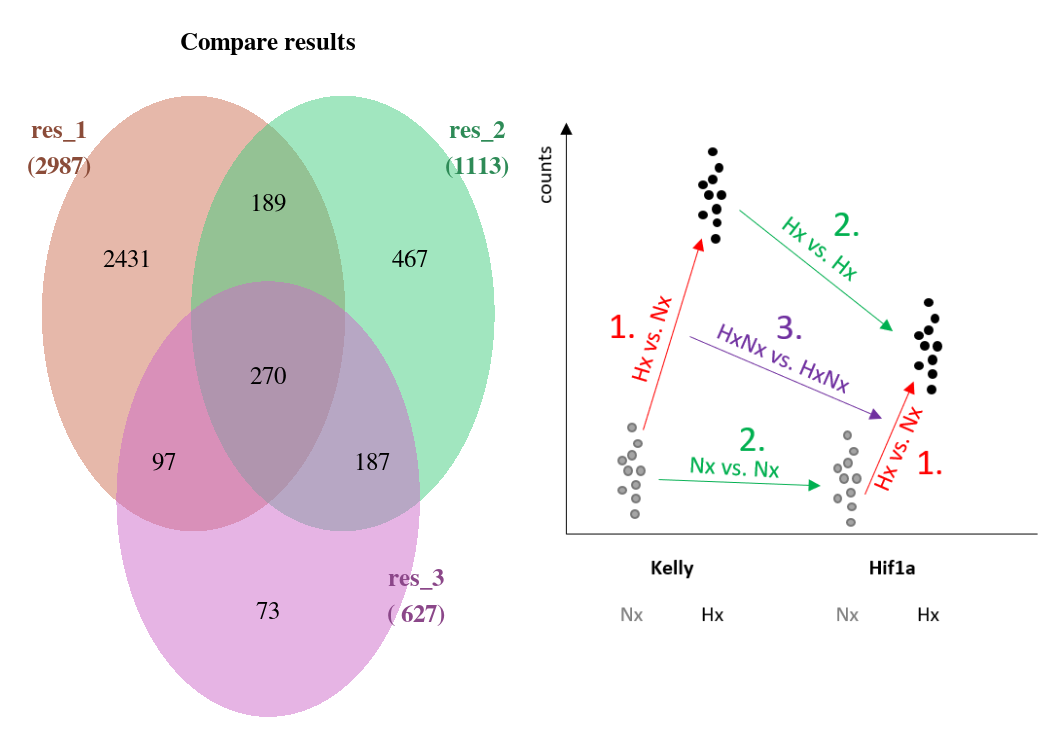 Compare results
res_1
(2987)
res_2
(1113)
189
2431
467
270
97
187
res_3
( 627)
73
counts
1.
Hx vs. Nx
2.
Hx vs. Hx
3.
HxNx vs. HxNx
2.
Nx vs. Nx
Hx vs. Nx
1.
Kelly
Hif1a
Nx
Hx
Nx
Hx